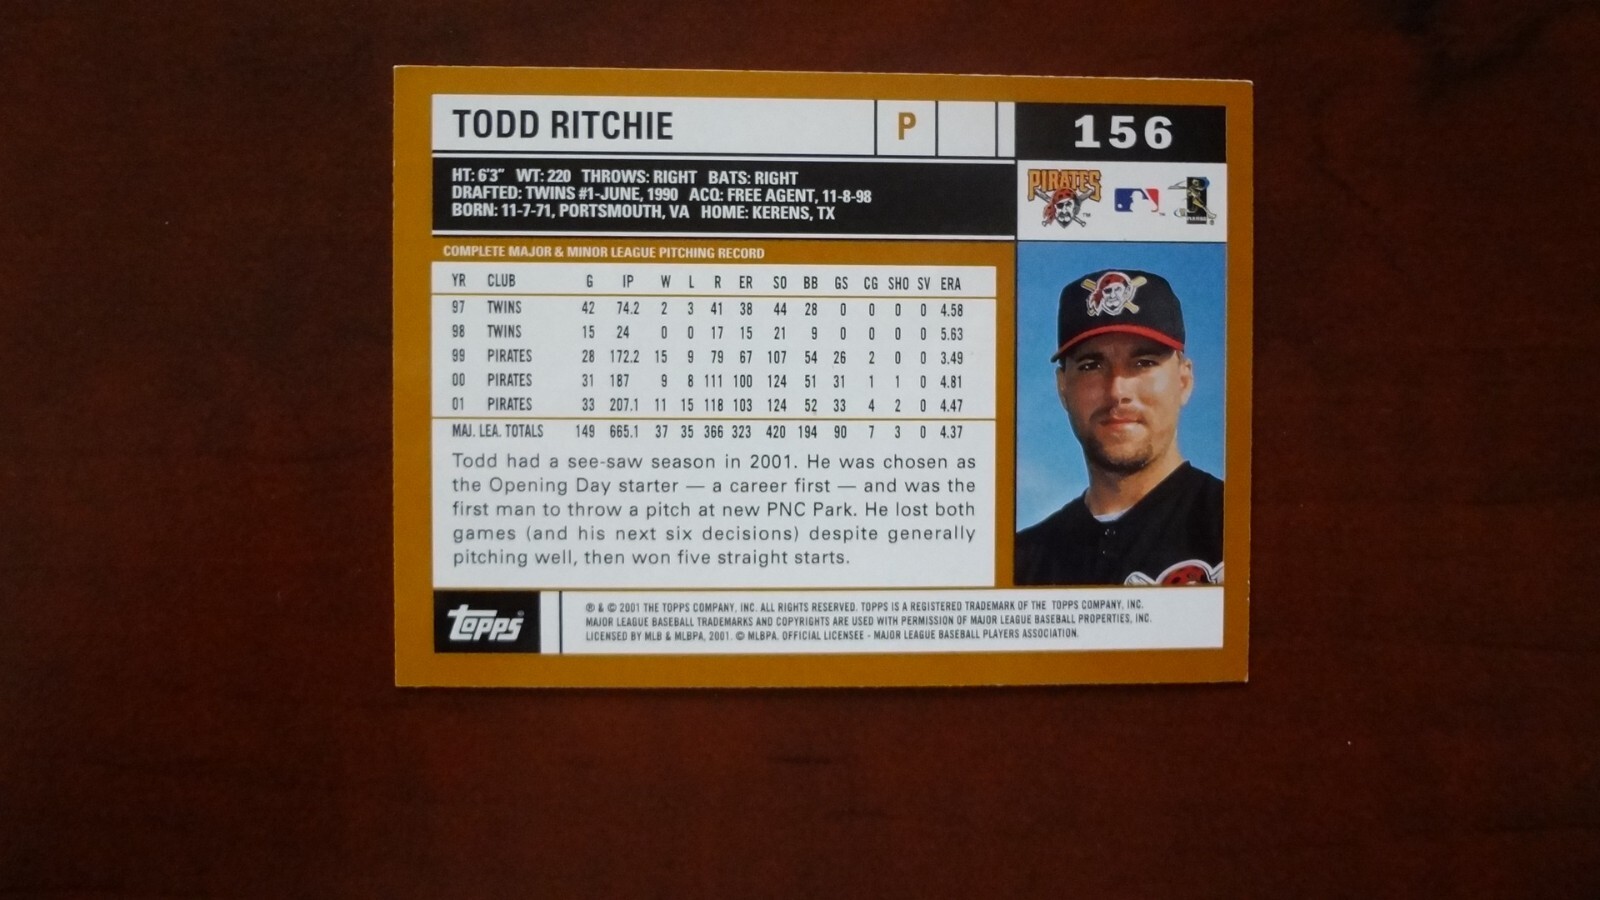 TODD RITCHIE P 156
HT: 6'3" WT: 220 THROWS: RIGHT BATS: RIGHT
DRAFTED: TWINS #1-JUNE, 1990 ACQ: FREE AGENT, 11-8-98
BORN: 11-7-71, PORTSMOUTH, VA HOME: KERENS, TX
PIRATES TM
COMPLETE MAJOR & MINOR LEAGUE PITCHING RECORD
YR CLUB G IP W L R ER SO BB GS CG SHO SV ERA
97 TWINS 42 74.2 2 3 41 38 44 28 0 0 0 0 4.58
98 TWINS 15 24 0 0 17 15 21 9 0 0 0 0 5.63
99 PIRATES 28 172.2 15 9 79 67 107 54 26 2 0 0 3.49
00 PIRATES 31 187 9 8 111 100 124 51 31 1 1 0 4.81
01 PIRATES 33 207.1 11 15 118 103 124 52 33 4 2 0 4.47
MAJ. LEA. TOTALS 149 665.1 37 35 366 323 420 194 90 7 3 0 4.37
Todd had a see-saw season in 2001. He was chosen as
the Opening Day starter — a career first — and was the
first man to throw a pitch at new PNC Park. He lost both
games (and his next six decisions) despite generally
pitching well, then won five straight starts.
Topps®
® & © 2001 THE TOPPS COMPANY, INC. ALL RIGHTS RESERVED. TOPPS IS A REGISTERED TRADEMARK OF THE TOPPS COMPANY, INC.
MAJOR LEAGUE BASEBALL TRADEMARKS AND COPYRIGHTS ARE USED WITH PERMISSION OF MAJOR LEAGUE BASEBALL PROPERTIES, INC.
LICENSED BY MLB & MLBPA, 2001. © MLBPA. OFFICIAL LICENSEE - MAJOR LEAGUE BASEBALL PLAYERS ASSOCIATION.